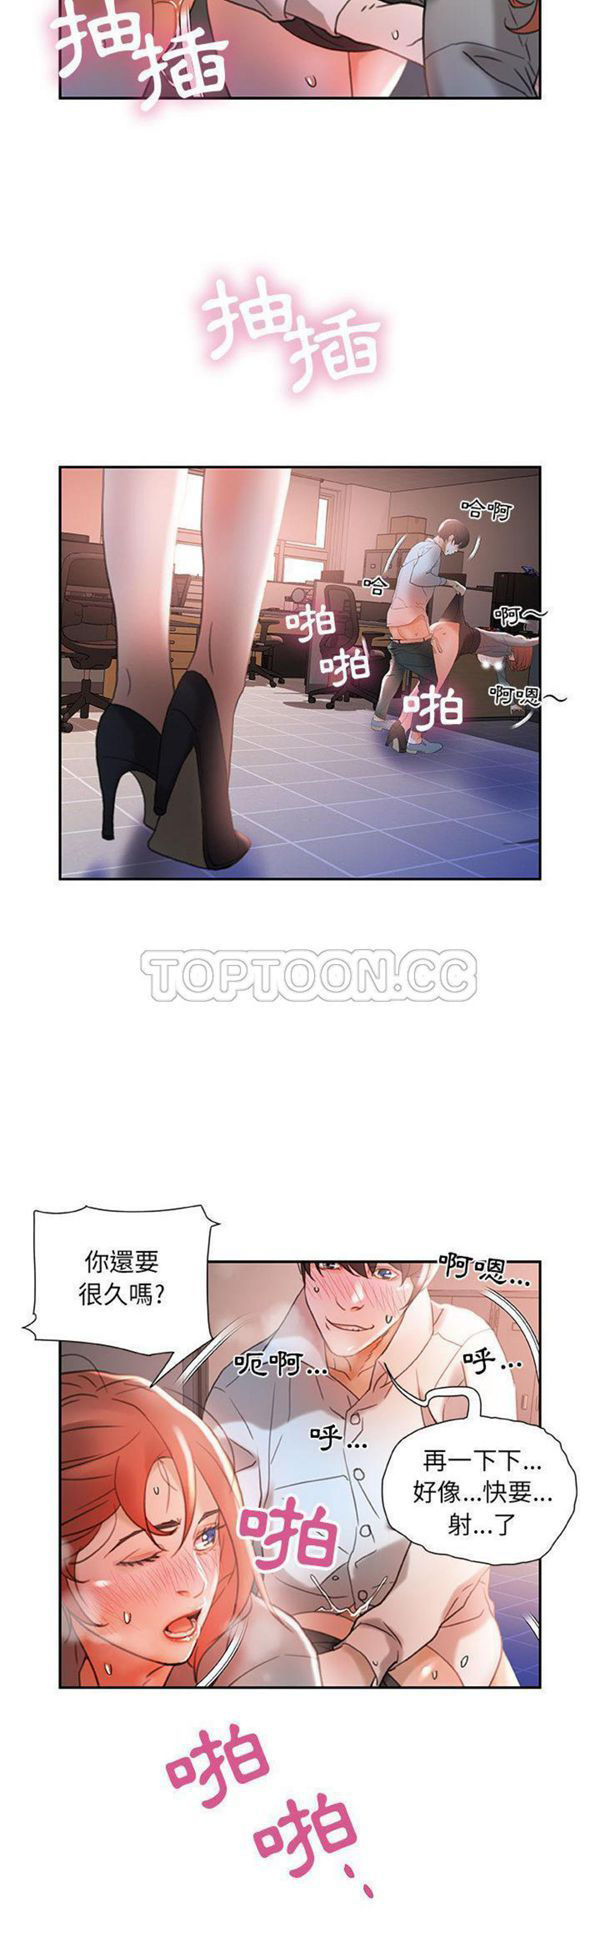 抽插
抽插
哈啊
哈
啊～
啪
啪
啪
啊嗯～
TOPTOON.CC
你還要
很久嗎?
啊嗯...
呃啊...
呼...
呼...
再一下下...
好像...快要...
射...了
啪
啪
啪